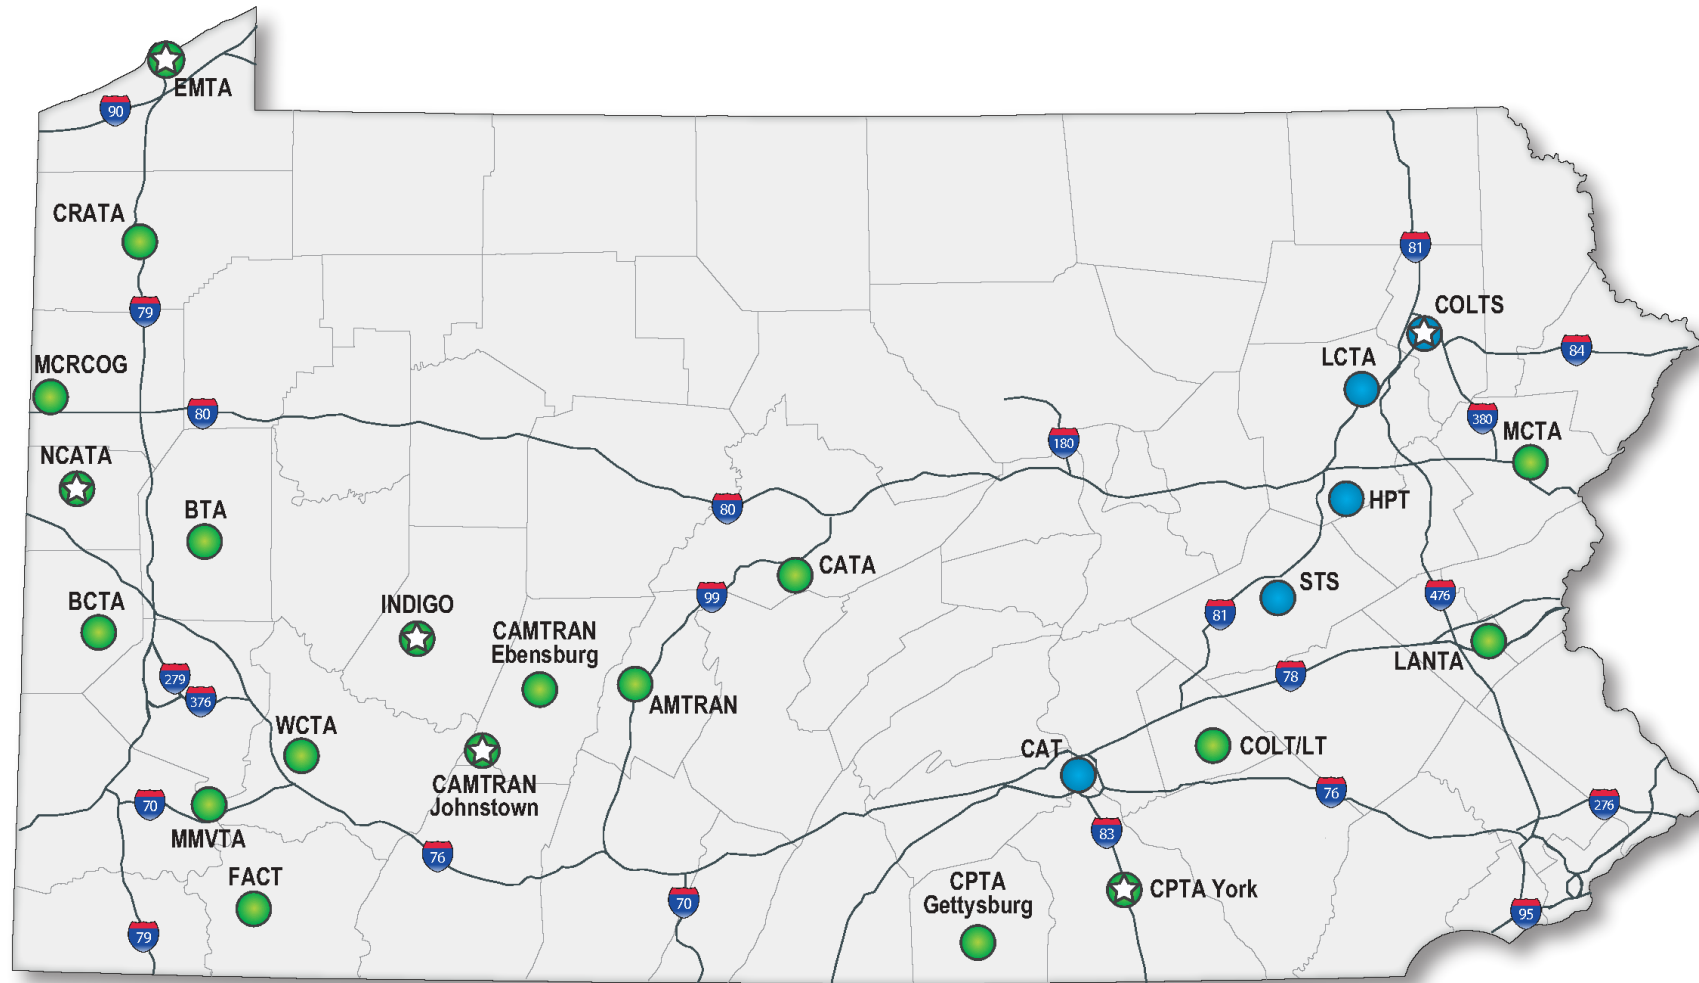 EMTA
90
CRATA
81
79
COLTS
84
LCTA
MCRCOG
80
380
180
MCTA
NCATA
80
HPT
BTA
CATA
99
STS
476
81
BCTA
INDIGO
CAMTRAN
Ebensburg
LANTA
279
376
78
AMTRAN
WCTA
CAT
COLT/LT
CAMTRAN
Johnstown
70
76
276
MMVTA
83
76
FACT
CPTA
Gettysburg
CPTA York
70
95
79